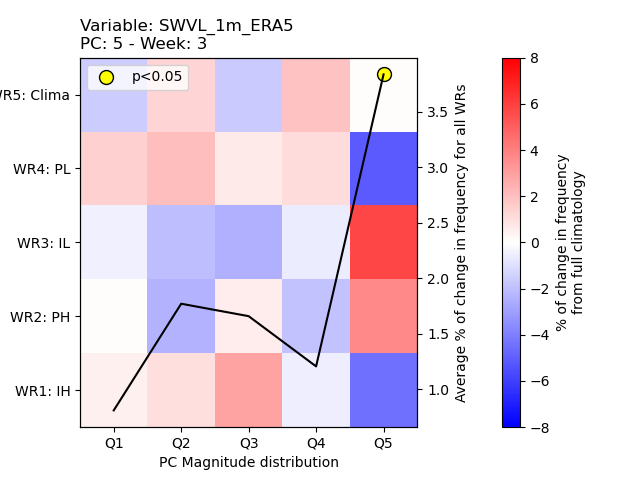 Variable: SWVL_1m_ERA5
PC: 5 - Week: 3
p<0.05
WR5: Clima
WR4: PL
WR3: IL
WR2: PH
WR1: IH
Q1 Q2 Q3 Q4 Q5
PC Magnitude distribution
3.5
3.0
2.5
2.0
1.5
1.0
Average % of change in frequency for all WRs
8
6
4
2
0
−2
−4
−6
−8
% of change in frequency
from full climatology